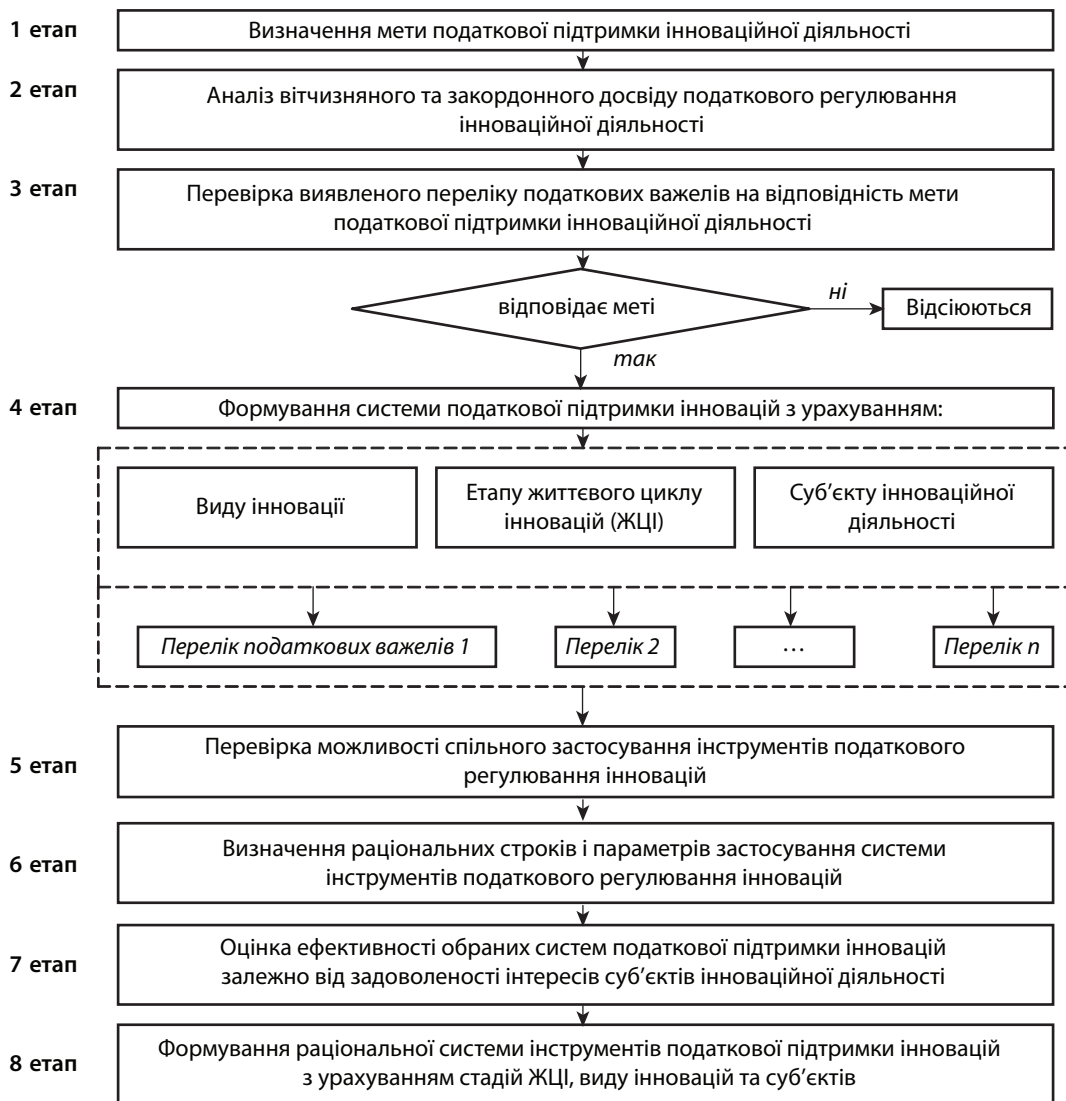 1 етап
Визначення мети податкової підтримки інноваційної діяльності
2 етап
Аналіз вітчизняного та закордонного досвіду податкового регулювання
інноваційної діяльності
3 етап
Перевірка виявленого переліку податкових важелів на відповідність мети
податкової підтримки інноваційної діяльності
відповідає меті
ні
Відсіюються
так
4 етап
Формування системи податкової підтримки інновацій з урахуванням:
Виду інновації
Етапу життєвого циклу
інновацій (ЖЦІ)
Суб’єкту інноваційної
діяльності
Перелік податкових важелів 1
Перелік 2
…
Перелік n
5 етап
Перевірка можливості спільного застосування інструментів податкового
регулювання інновацій
6 етап
Визначення раціональних строків і параметрів застосування системи
інструментів податкового регулювання інновацій
7 етап
Оцінка ефективності обраних систем податкової підтримки інновацій
залежно від задоволеності інтересів суб’єктів інноваційної діяльності
8 етап
Формування раціональної системи інструментів податкової підтримки інновацій
з урахуванням стадій ЖЦІ, виду інновацій та суб’єктів